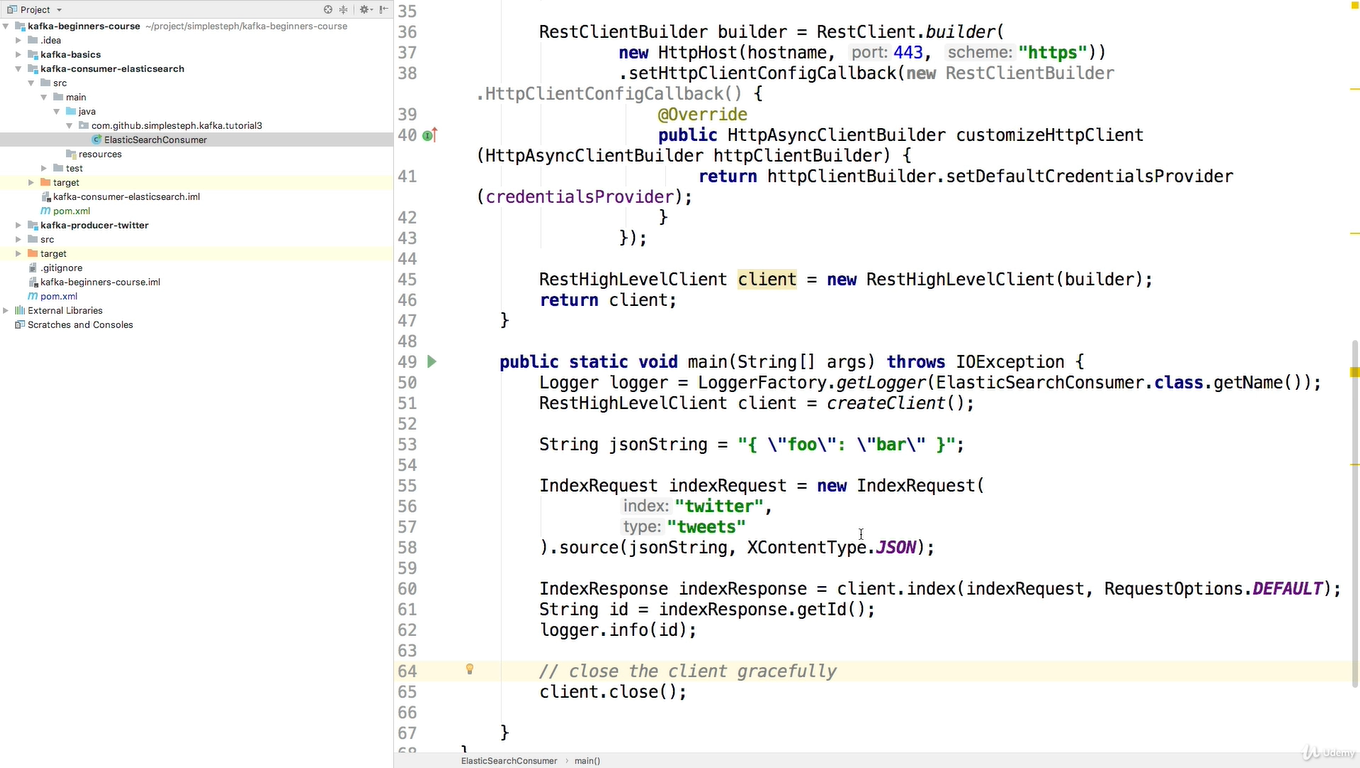 Project
kafka-beginners-course ~/project/simplesteph/kafka-beginners-course
.idea
kafka-basics
kafka-consumer-elasticsearch
src
main
java
com.github.simplesteph.kafka.tutorial3
ElasticSearchConsumer
resources
test
target
kafka-consumer-elasticsearch.iml
pom.xml
kafka-producer-twitter
src
target
.gitignore
kafka-beginners-course.iml
pom.xml
External Libraries
Scratches and Consoles
35
36 RestClientBuilder builder = RestClient.builder(
37 new HttpHost(hostname, port: 443, scheme: "https"))
38 .setHttpClientConfigCallback(new RestClientBuilder
.HttpClientConfigCallback() {
39 @Override
40 public HttpAsyncClientBuilder customizeHttpClient
(HttpAsyncClientBuilder httpClientBuilder) {
41 return httpClientBuilder.setDefaultCredentialsProvider
(credentialsProvider);
42 }
43 });
44
45 RestHighLevelClient client = new RestHighLevelClient(builder);
46 return client;
47 }
48
49 public static void main(String[] args) throws IOException {
50 Logger logger = LoggerFactory.getLogger(ElasticSearchConsumer.class.getName());
51 RestHighLevelClient client = createClient();
52
53 String jsonString = "{ \"foo\": \"bar\" }";
54
55 IndexRequest indexRequest = new IndexRequest(
56 index: "twitter",
57 type: "tweets"
58 ).source(jsonString, XContentType.JSON);
59
60 IndexResponse indexResponse = client.index(indexRequest, RequestOptions.DEFAULT);
61 String id = indexResponse.getId();
62 logger.info(id);
63
64 // close the client gracefully
65 client.close();
66
67 }
68 }
ElasticSearchConsumer › main()
Udemy